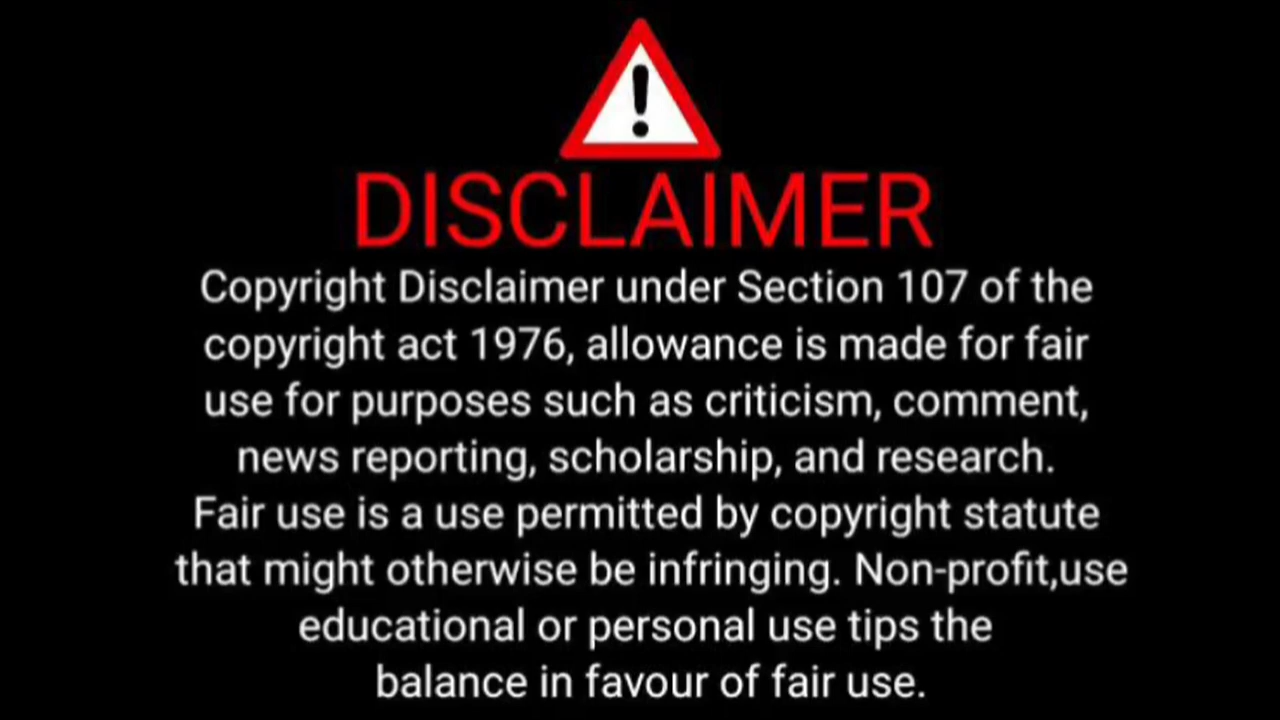 DISCLAIMER
Copyright Disclaimer under Section 107 of the
copyright act 1976, allowance is made for fair
use for purposes such as criticism, comment,
news reporting, scholarship, and research.
Fair use is a use permitted by copyright statute
that might otherwise be infringing. Non-profit,use
educational or personal use tips the
balance in favour of fair use.